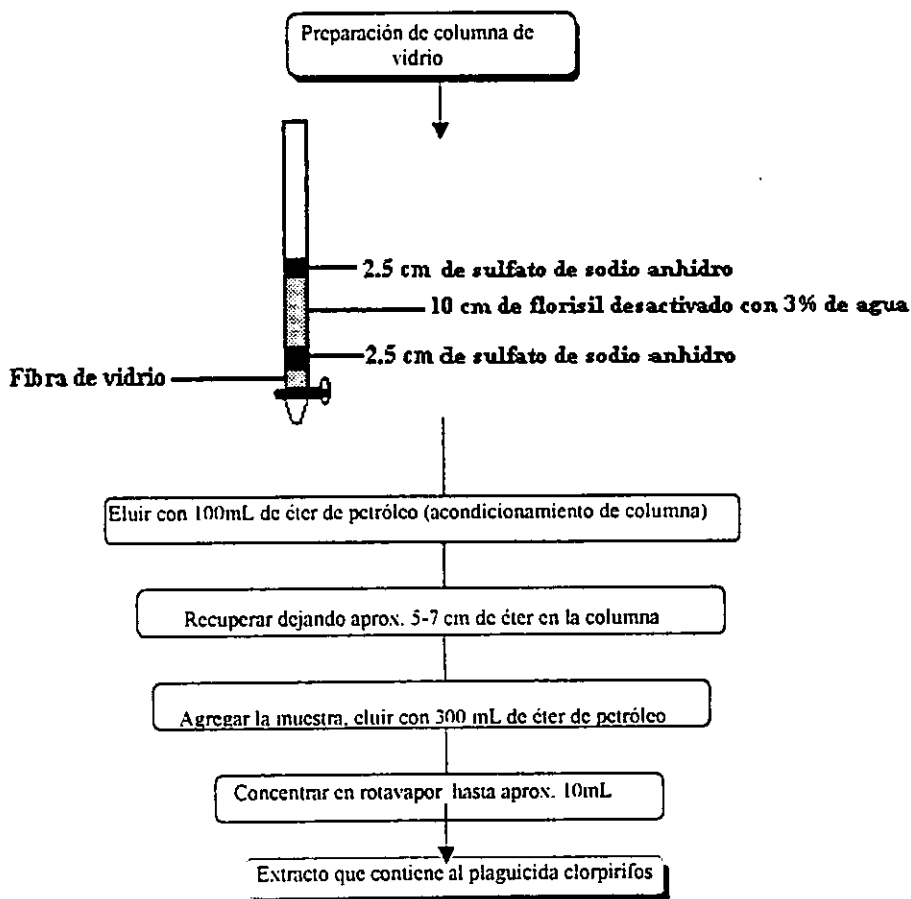 Preparación de columna de
vidrio
2.5 cm de sulfato de sodio anhidro
10 cm de florisil desactivado con 3% de agua
2.5 cm de sulfato de sodio anhidro
Fibra de vidrio
Eluir con 100mL de éter de petróleo (acondicionamiento de columna)
Recuperar dejando aprox. 5-7 cm de éter en la columna
Agregar la muestra, eluir con 300 mL de éter de petróleo
Concentrar en rotavapor hasta aprox. 10mL
Extracto que contiene al plaguicida clorpirifos